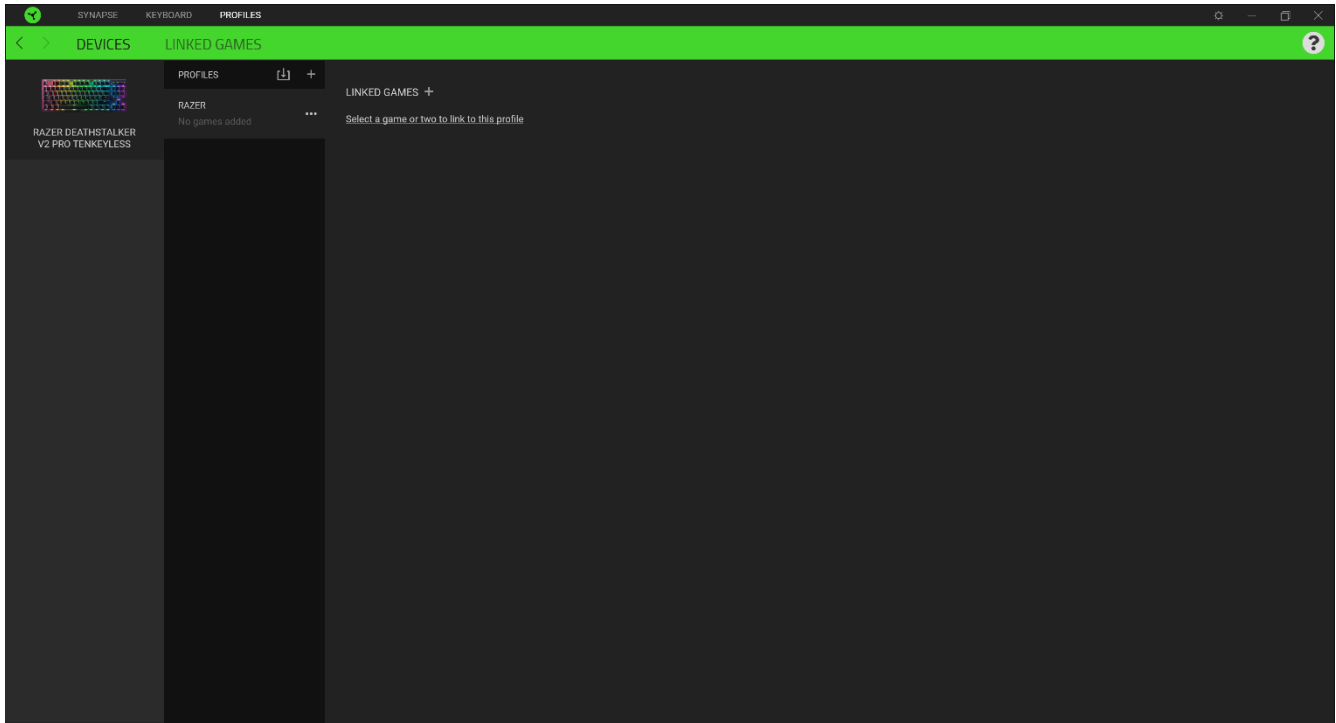 SYNAPSE KEYBOARD PROFILES
DEVICES LINKED GAMES
?
RAZER DEATHSTALKER
V2 PRO TENKEYLESS
PROFILES
RAZER
No games added
LINKED GAMES +
Select a game or two to link to this profile